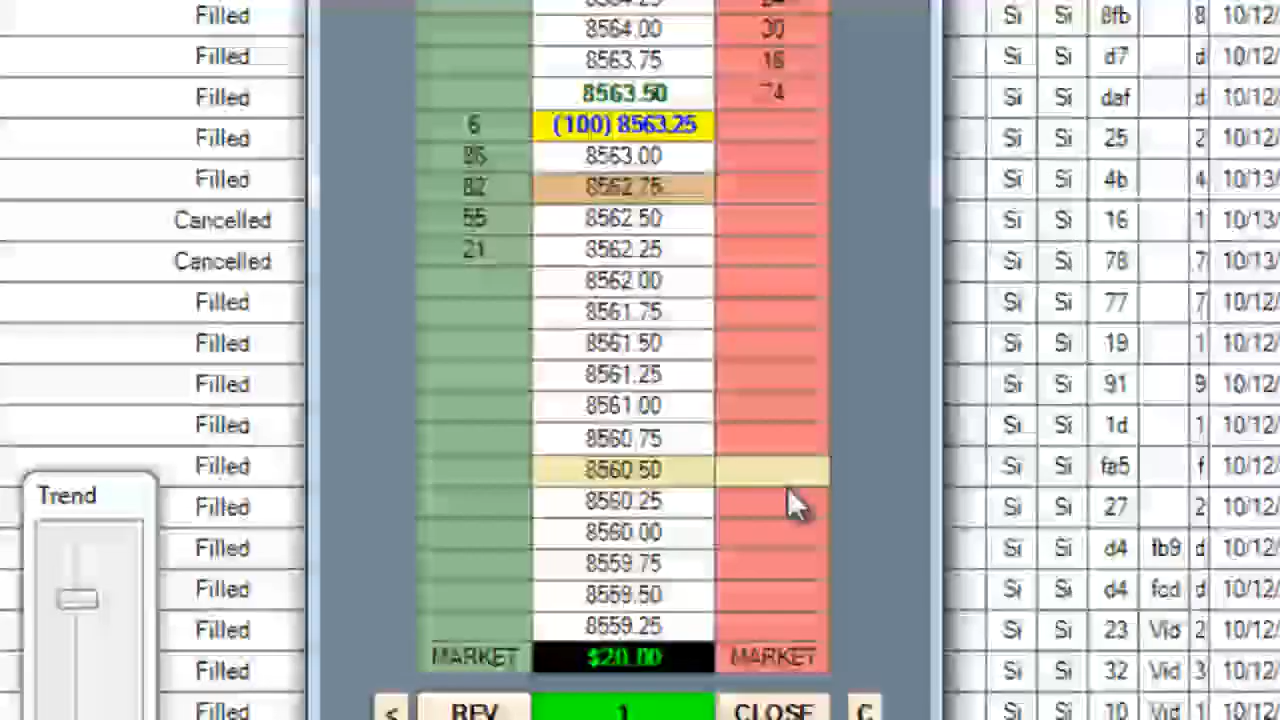 Filled 8564.00 30 Si Si 8fb 8 10/12/
Filled 8563.75 16 Si Si d7 d 10/12/
Filled 8563.50 74 Si Si daf d 10/12/
Filled 6 (100) 8563.25 Si Si 25 2 10/12/
86 8563.00
Filled 82 8562.75 Si Si 4b 4 10/13/
Cancelled 55 8562.50 Si Si 16 1 10/13/
Cancelled 21 8562.25 Si Si 78 7 10/13/
8562.00
Filled 8561.75 Si Si 77 7 10/12/
Filled 8561.50 Si Si 19 1 10/12/
Filled 8561.25 Si Si 91 9 10/12/
8561.00
Filled 8560.75 Si Si 1d 1 10/12/
Filled 8560.50 Si Si fe5 f 10/12/
Trend
Filled 8560.25 Si Si 27 2 10/12/
8560.00
Filled 8559.75 Si Si d4 fb9 d 10/12/
Filled 8559.50 Si Si d4 fcd d 10/12/
Filled 8559.25 Si Si 23 Vid 2 10/12/
Filled MARKET $20.00 MARKET Si Si 32 Vid 3 10/12/
Filled < REV 1 CLOSE C Si Si 10 Vid 1 10/12/